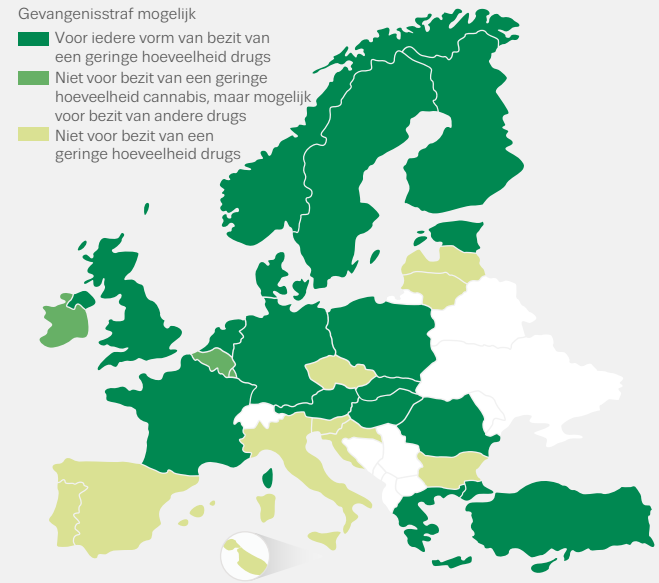 Gevangenisstraf mogelijk
Voor iedere vorm van bezit van
een geringe hoeveelheid drugs
Niet voor bezit van een geringe
hoeveelheid cannabis, maar mogelijk
voor bezit van andere drugs
Niet voor bezit van een
geringe hoeveelheid drugs